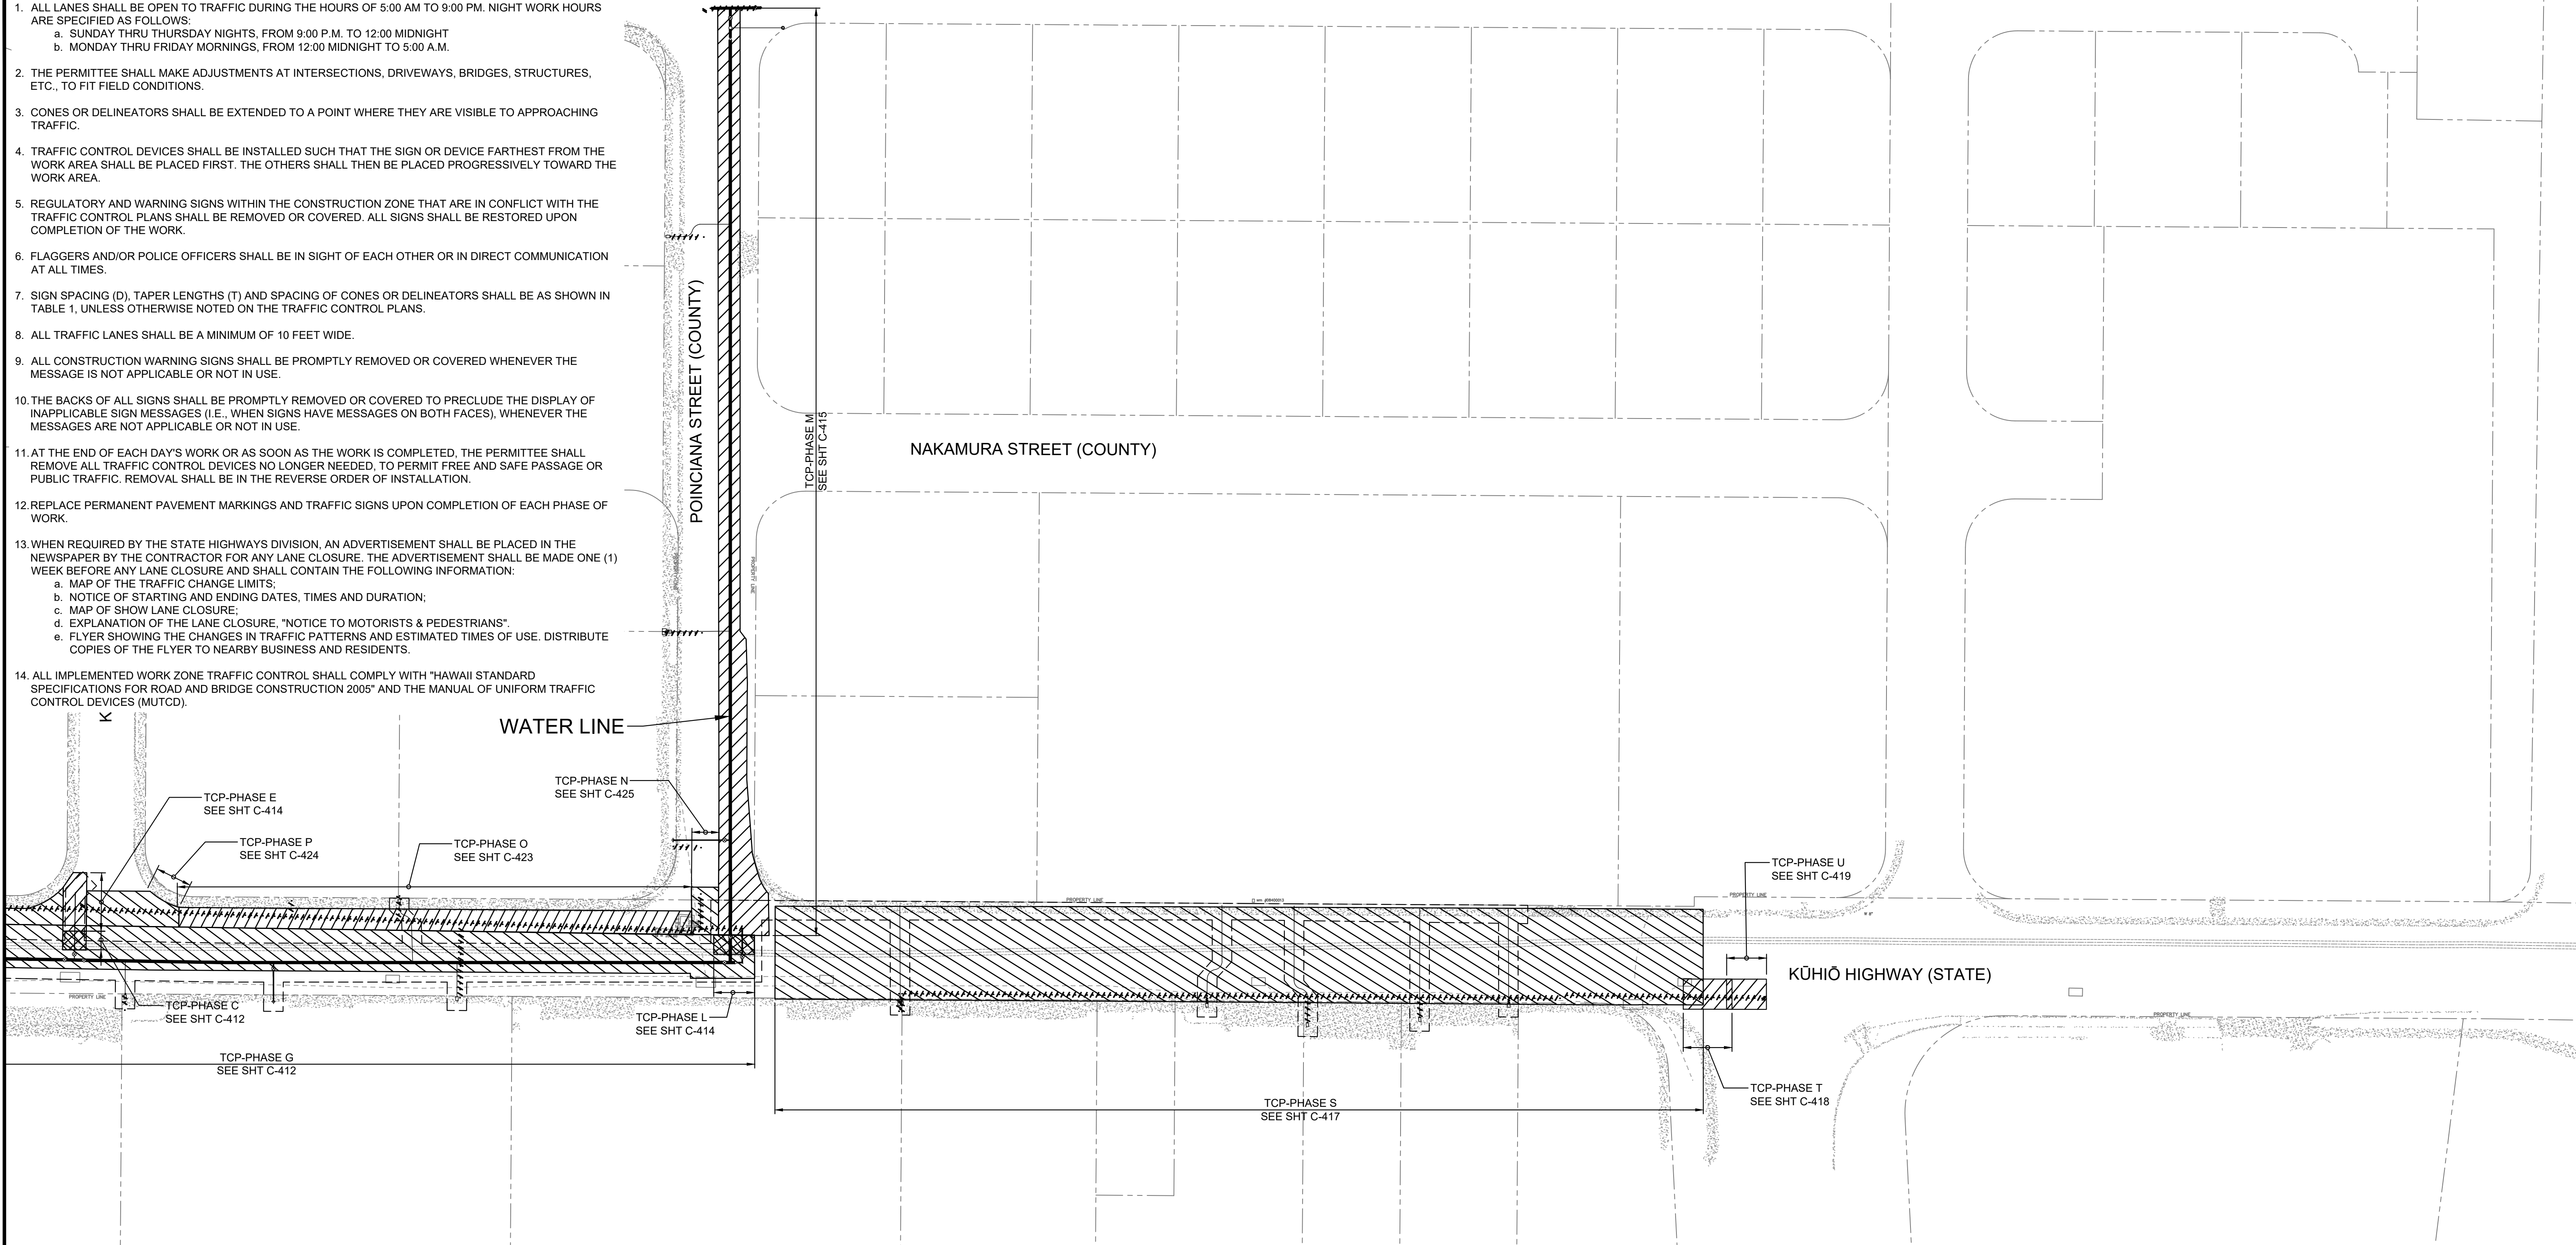 1. ALL LANES SHALL BE OPEN TO TRAFFIC DURING THE HOURS OF 5:00 AM TO 9:00 PM. NIGHT WORK HOURS
ARE SPECIFIED AS FOLLOWS:
a. SUNDAY THRU THURSDAY NIGHTS, FROM 9:00 P.M. TO 12:00 MIDNIGHT
b. MONDAY THRU FRIDAY MORNINGS, FROM 12:00 MIDNIGHT TO 5:00 A.M.
2. THE PERMITTEE SHALL MAKE ADJUSTMENTS AT INTERSECTIONS, DRIVEWAYS, BRIDGES, STRUCTURES,
ETC., TO FIT FIELD CONDITIONS.
3. CONES OR DELINEATORS SHALL BE EXTENDED TO A POINT WHERE THEY ARE VISIBLE TO APPROACHING
TRAFFIC.
4. TRAFFIC CONTROL DEVICES SHALL BE INSTALLED SUCH THAT THE SIGN OR DEVICE FARTHEST FROM THE
WORK AREA SHALL BE PLACED FIRST. THE OTHERS SHALL THEN BE PLACED PROGRESSIVELY TOWARD THE
WORK AREA.
5. REGULATORY AND WARNING SIGNS WITHIN THE CONSTRUCTION ZONE THAT ARE IN CONFLICT WITH THE
TRAFFIC CONTROL PLANS SHALL BE REMOVED OR COVERED. ALL SIGNS SHALL BE RESTORED UPON
COMPLETION OF THE WORK.
6. FLAGGERS AND/OR POLICE OFFICERS SHALL BE IN SIGHT OF EACH OTHER OR IN DIRECT COMMUNICATION
AT ALL TIMES.
7. SIGN SPACING (D), TAPER LENGTHS (T) AND SPACING OF CONES OR DELINEATORS SHALL BE AS SHOWN IN
TABLE 1, UNLESS OTHERWISE NOTED ON THE TRAFFIC CONTROL PLANS.
8. ALL TRAFFIC LANES SHALL BE A MINIMUM OF 10 FEET WIDE.
9. ALL CONSTRUCTION WARNING SIGNS SHALL BE PROMPTLY REMOVED OR COVERED WHENEVER THE
MESSAGE IS NOT APPLICABLE OR NOT IN USE.
10. THE BACKS OF ALL SIGNS SHALL BE PROMPTLY REMOVED OR COVERED TO PRECLUDE THE DISPLAY OF
INAPPLICABLE SIGN MESSAGES (I.E., WHEN SIGNS HAVE MESSAGES ON BOTH FACES), WHENEVER THE
MESSAGES ARE NOT APPLICABLE OR NOT IN USE.
11. AT THE END OF EACH DAY'S WORK OR AS SOON AS THE WORK IS COMPLETED, THE PERMITTEE SHALL
REMOVE ALL TRAFFIC CONTROL DEVICES NO LONGER NEEDED, TO PERMIT FREE AND SAFE PASSAGE OR
PUBLIC TRAFFIC. REMOVAL SHALL BE IN THE REVERSE ORDER OF INSTALLATION.
12. REPLACE PERMANENT PAVEMENT MARKINGS AND TRAFFIC SIGNS UPON COMPLETION OF EACH PHASE OF
WORK.
13. WHEN REQUIRED BY THE STATE HIGHWAYS DIVISION, AN ADVERTISEMENT SHALL BE PLACED IN THE
NEWSPAPER BY THE CONTRACTOR FOR ANY LANE CLOSURE. THE ADVERTISEMENT SHALL BE MADE ONE (1)
WEEK BEFORE ANY LANE CLOSURE AND SHALL CONTAIN THE FOLLOWING INFORMATION:
a. MAP OF THE TRAFFIC CHANGE LIMITS;
b. NOTICE OF STARTING AND ENDING DATES, TIMES AND DURATION;
c. MAP OF SHOW LANE CLOSURE;
d. EXPLANATION OF THE LANE CLOSURE, "NOTICE TO MOTORISTS & PEDESTRIANS".
e. FLYER SHOWING THE CHANGES IN TRAFFIC PATTERNS AND ESTIMATED TIMES OF USE. DISTRIBUTE
COPIES OF THE FLYER TO NEARBY BUSINESS AND RESIDENTS.
14. ALL IMPLEMENTED WORK ZONE TRAFFIC CONTROL SHALL COMPLY WITH "HAWAII STANDARD
SPECIFICATIONS FOR ROAD AND BRIDGE CONSTRUCTION 2005" AND THE MANUAL OF UNIFORM TRAFFIC
CONTROL DEVICES (MUTCD).
K
POINCIANA STREET (COUNTY)
TCP-PHASE M
SEE SHT C-415
NAKAMURA STREET (COUNTY)
PROPERTY LINE
PROPERTY LINE
WATER LINE
TCP-PHASE N
SEE SHT C-425
TCP-PHASE E
SEE SHT C-414
TCP-PHASE P
SEE SHT C-424
TCP-PHASE O
SEE SHT C-423
TCP-PHASE U
SEE SHT C-419
PROPERTY LINE
PROPERTY LINE
KŪHIŌ HIGHWAY (STATE)
PROPERTY LINE
TCP-PHASE C
SEE SHT C-412
TCP-PHASE L
SEE SHT C-414
PROPERTY LINE
TCP-PHASE G
SEE SHT C-412
TCP-PHASE S
SEE SHT C-417
TCP-PHASE T
SEE SHT C-418